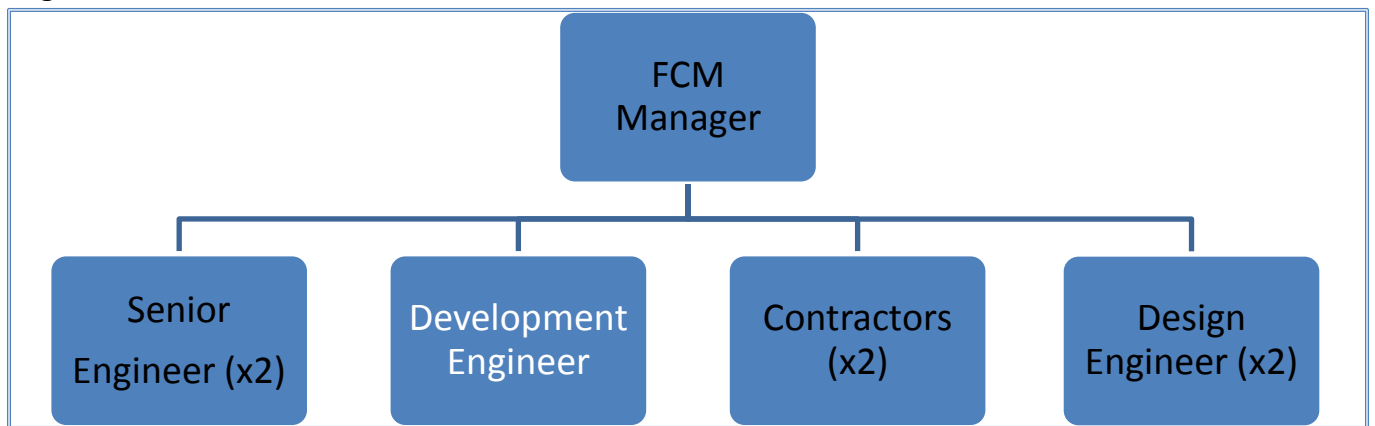 FCM
Manager
Senior
Engineer (x2)
Development
Engineer
Contractors
(x2)
Design
Engineer (x2)